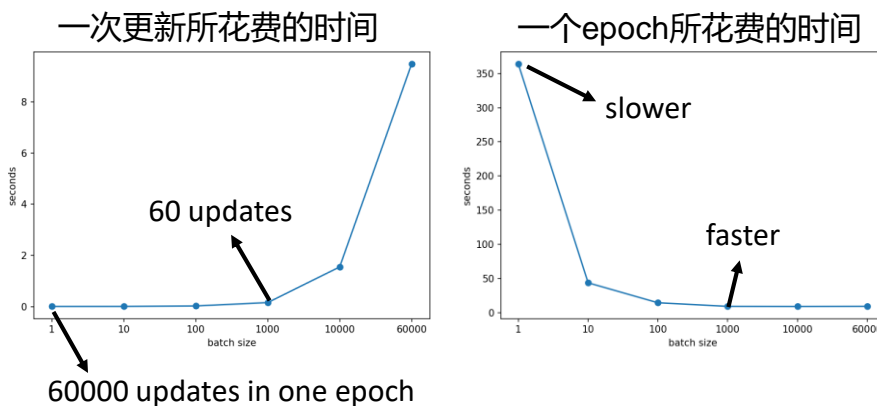 一次更新所花费的时间
8
6
4
2
0
seconds
1 10 100 1000 10000 60000
batch size
60 updates
60000 updates in one epoch
一个epoch所花费的时间
350
300
250
200
150
100
50
0
seconds
1 10 100 1000 10000 6000
batch size
slower
faster